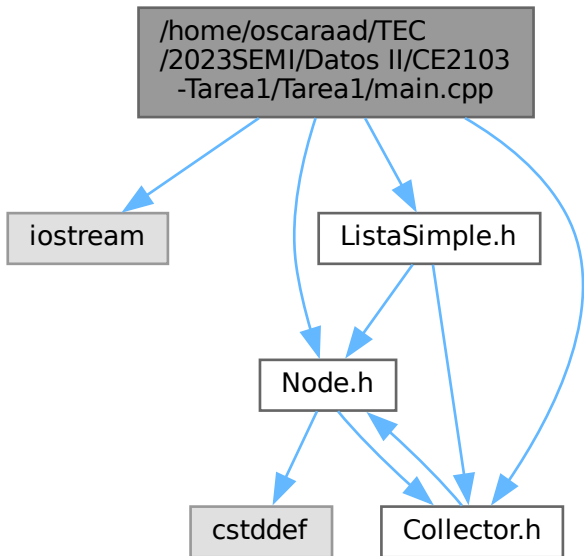 /home/oscaraad/TEC
/2023SEMI/Datos II/CE2103
-Tarea1/Tarea1/main.cpp
iostream
ListaSimple.h
Node.h
cstddef
Collector.h